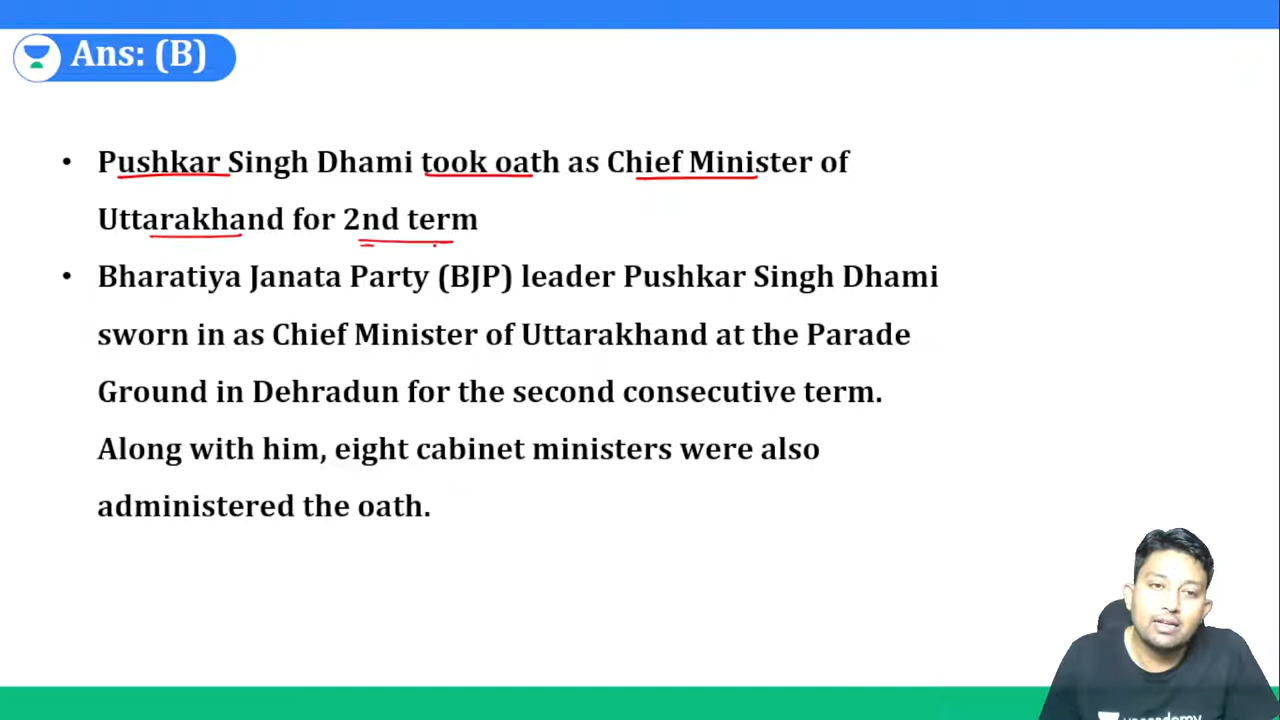 Ans: (B)
• Pushkar Singh Dhami took oath as Chief Minister of
Uttarakhand for 2nd term
• Bharatiya Janata Party (BJP) leader Pushkar Singh Dhami
sworn in as Chief Minister of Uttarakhand at the Parade
Ground in Dehradun for the second consecutive term.
Along with him, eight cabinet ministers were also
administered the oath.